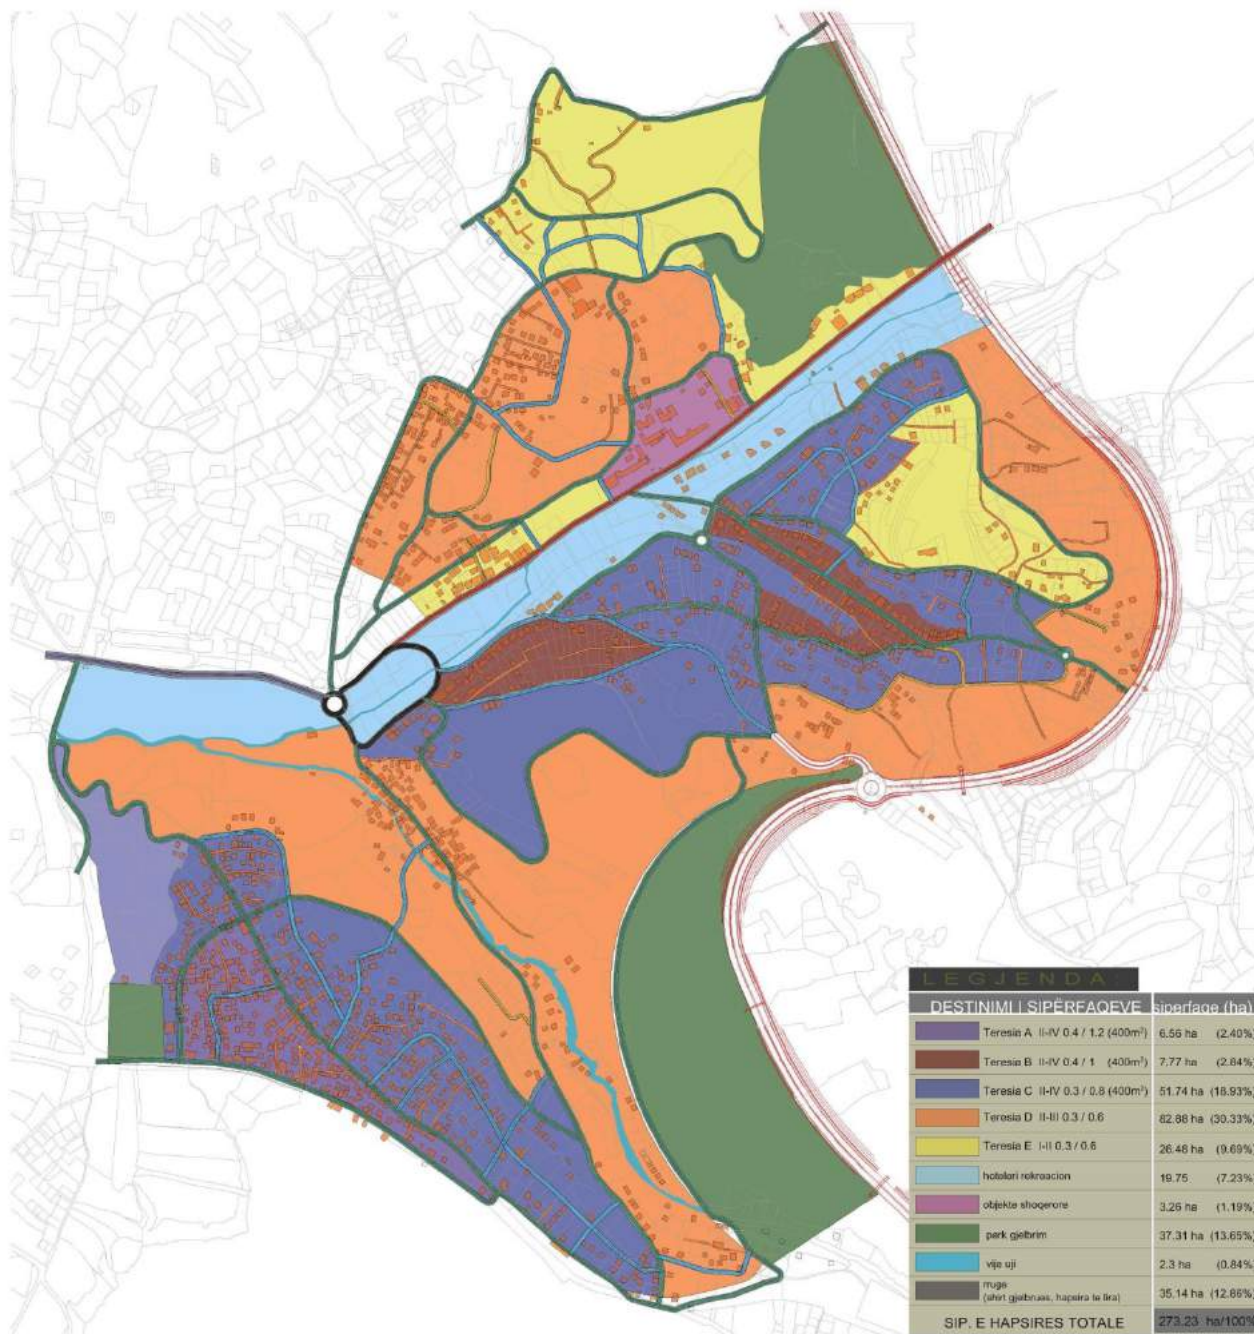 LEGJENDA
DESTINIMI I SIPËRFAQEVE siperfaqe (ha)
Teresia A II-IV 0.4 / 1.2 (400m²) 6.56 ha (2.40%)
Teresia B II-IV 0.4 / 1 (400m²) 7.77 ha (2.84%)
Teresia C II-IV 0.3 / 0.8 (400m²) 51.74 ha (18.93%)
Teresia D II-III 0.3 / 0.6 82.88 ha (30.33%)
Teresia E I-II 0.3 / 0.6 26.48 ha (9.69%)
hoteleri rekreacion 19.75 (7.23%)
objekte shoqerore 3.26 ha (1.19%)
park gjelbrim 37.31 ha (13.65%)
vije uji 2.3 ha (0.84%)
rruge
(shirit gjelbrues, hapsira te lira) 35.14 ha (12.86%)
SIP. E HAPSIRES TOTALE 273.23 ha/100%